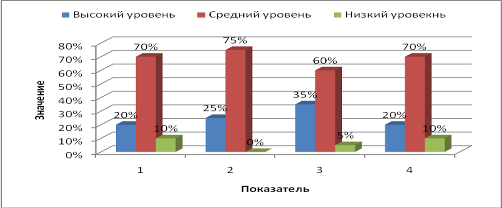 Высокий уровень Средний уровень Низкий уровекнь
80%
70%
60%
50%
40%
30%
20%
10%
0%
Значение
20% 70% 10%
25% 75% 0%
35% 60% 5%
20% 70% 10%
1 2 3 4
Показатель